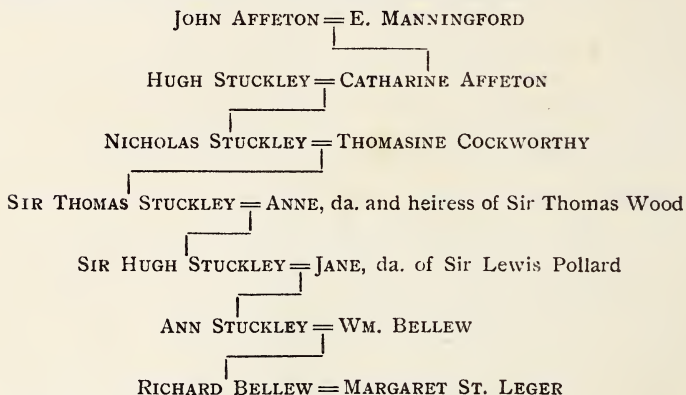 JOHN AFFETON = E. MANNINGFORD
HUGH STUCKLEY = CATHARINE AFFETON
NICHOLAS STUCKLEY = THOMASINE COCKWORTHY
SIR THOMAS STUCKLEY = ANNE, da. and heiress of Sir Thomas Wood
SIR HUGH STUCKLEY = JANE, da. of Sir Lewis Pollard
ANN STUCKLEY = WM. BELLEW
RICHARD BELLEW = MARGARET ST. LEGER